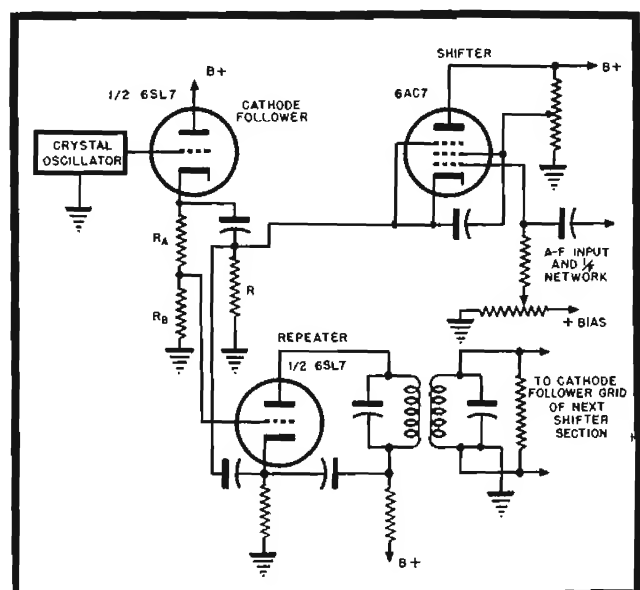 SHIFTER
B+
B+
1/2 6SL7
6AC7
CATHODE
FOLLOWER
CRYSTAL
OSCILLATOR
RA
RB
R
A-F INPUT
AND 1/f
NETWORK
+ BIAS
REPEATER
1/2 6SL7
TO CATHODE
FOLLOWER GRID
OF NEXT
SHIFTER
SECTION
B+